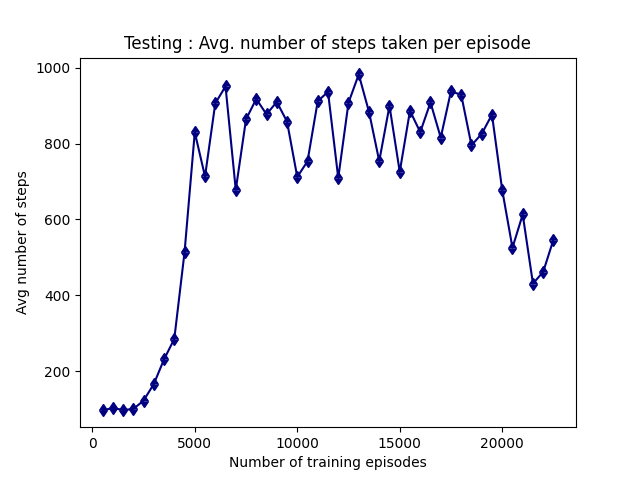 Testing : Avg. number of steps taken per episode
1000
800
600
400
200
Avg number of steps
0 5000 10000 15000 20000
Number of training episodes